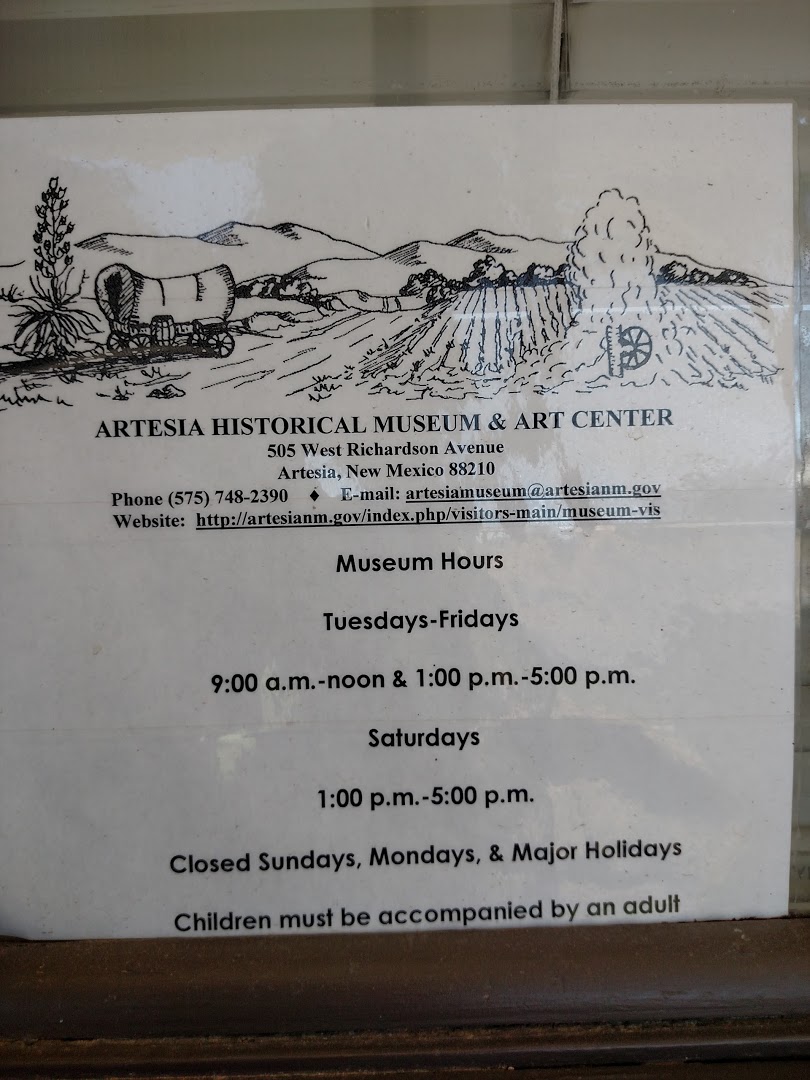 ARTESIA HISTORICAL MUSEUM & ART CENTER
505 West Richardson Avenue
Artesia, New Mexico 88210
Phone (575) 748-2390 ♦ E-mail: artesiamuseum@artesianm.gov
Website: http://artesianm.gov/index.php/visitors-main/museum-vis
Museum Hours
Tuesdays-Fridays
9:00 a.m.-noon & 1:00 p.m.-5:00 p.m.
Saturdays
1:00 p.m.-5:00 p.m.
Closed Sundays, Mondays, & Major Holidays
Children must be accompanied by an adult